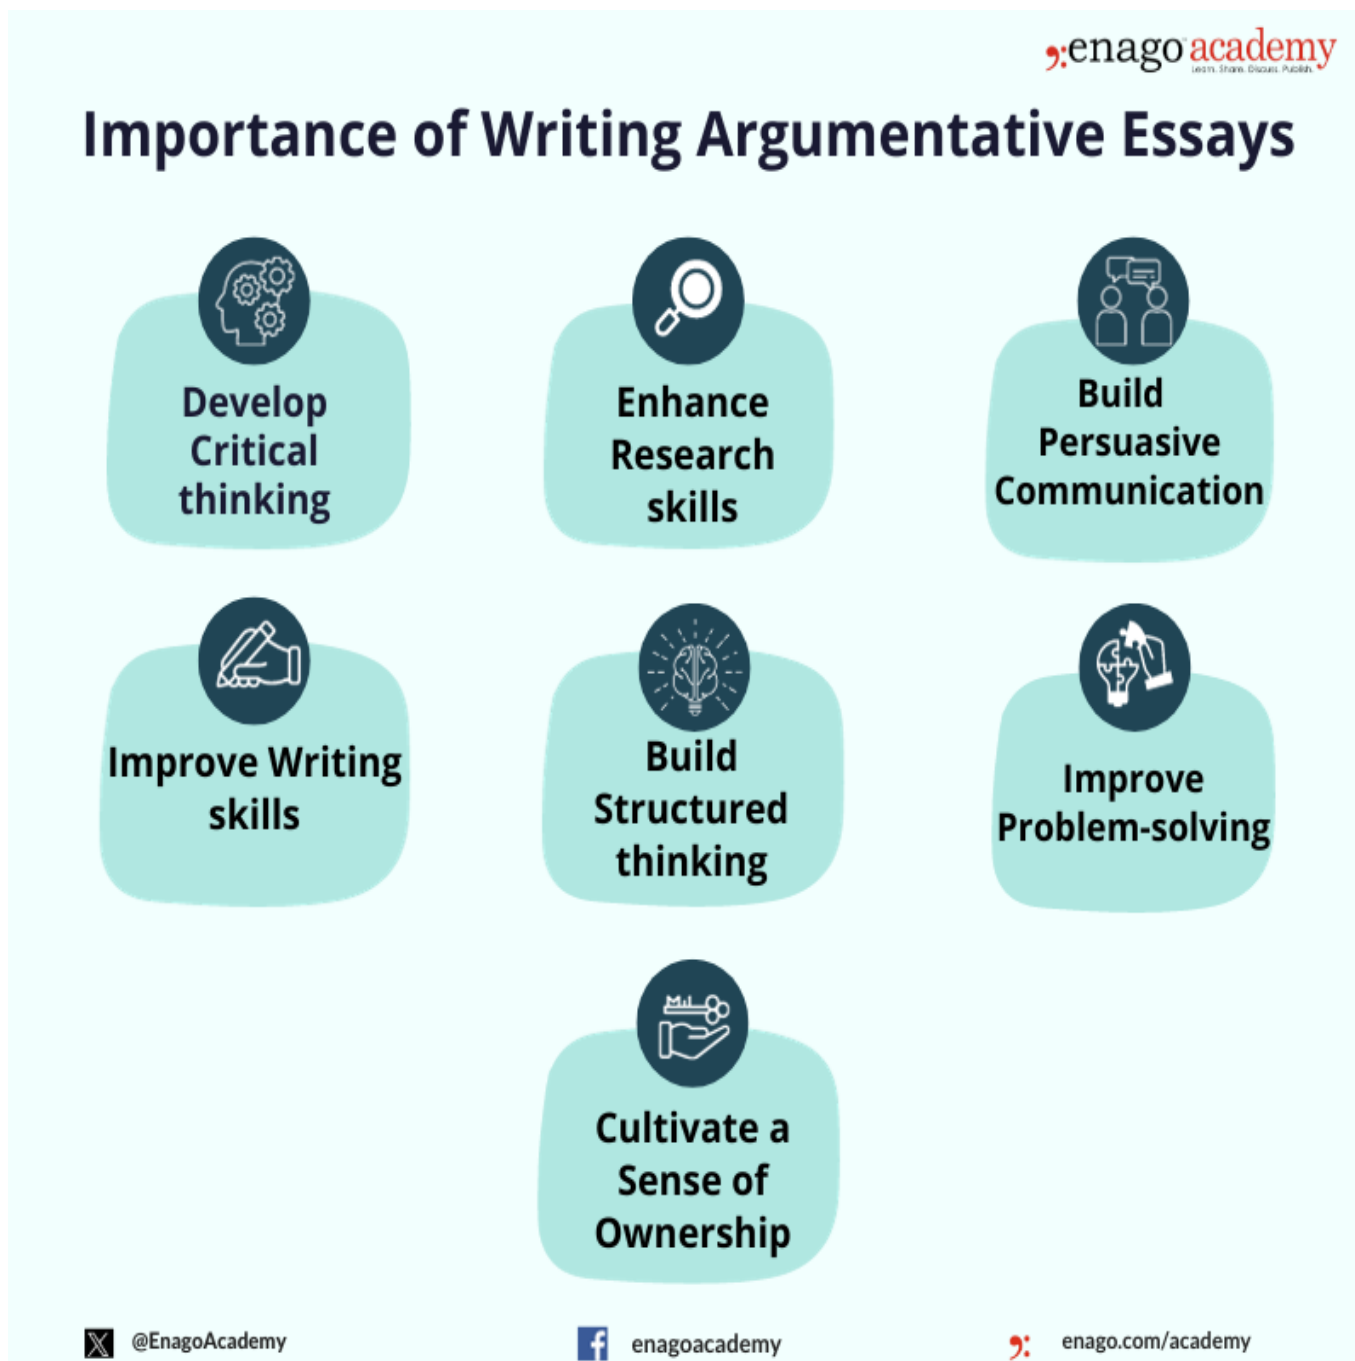 enago academy
Learn. Share. Discuss. Publish.
Importance of Writing Argumentative Essays
Develop
Critical
thinking
Enhance
Research
skills
Build
Persuasive
Communication
Improve Writing
skills
Build
Structured
thinking
Improve
Problem-solving
Cultivate a
Sense of
Ownership
@EnagoAcademy
enagoacademy
enago.com/academy